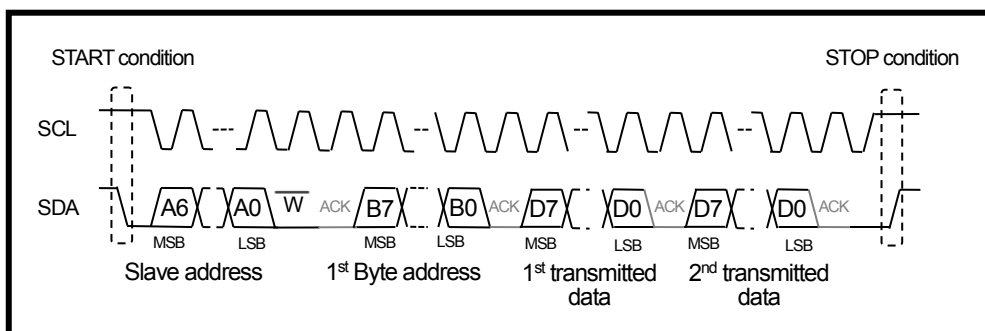 START condition STOP condition
SCL
SDA A6 A0 W ACK B7 B0 ACK D7 D0 ACK D7 D0 ACK
MSB LSB MSB LSB MSB LSB MSB LSB
Slave address 1st Byte address 1st transmitted data 2nd transmitted data